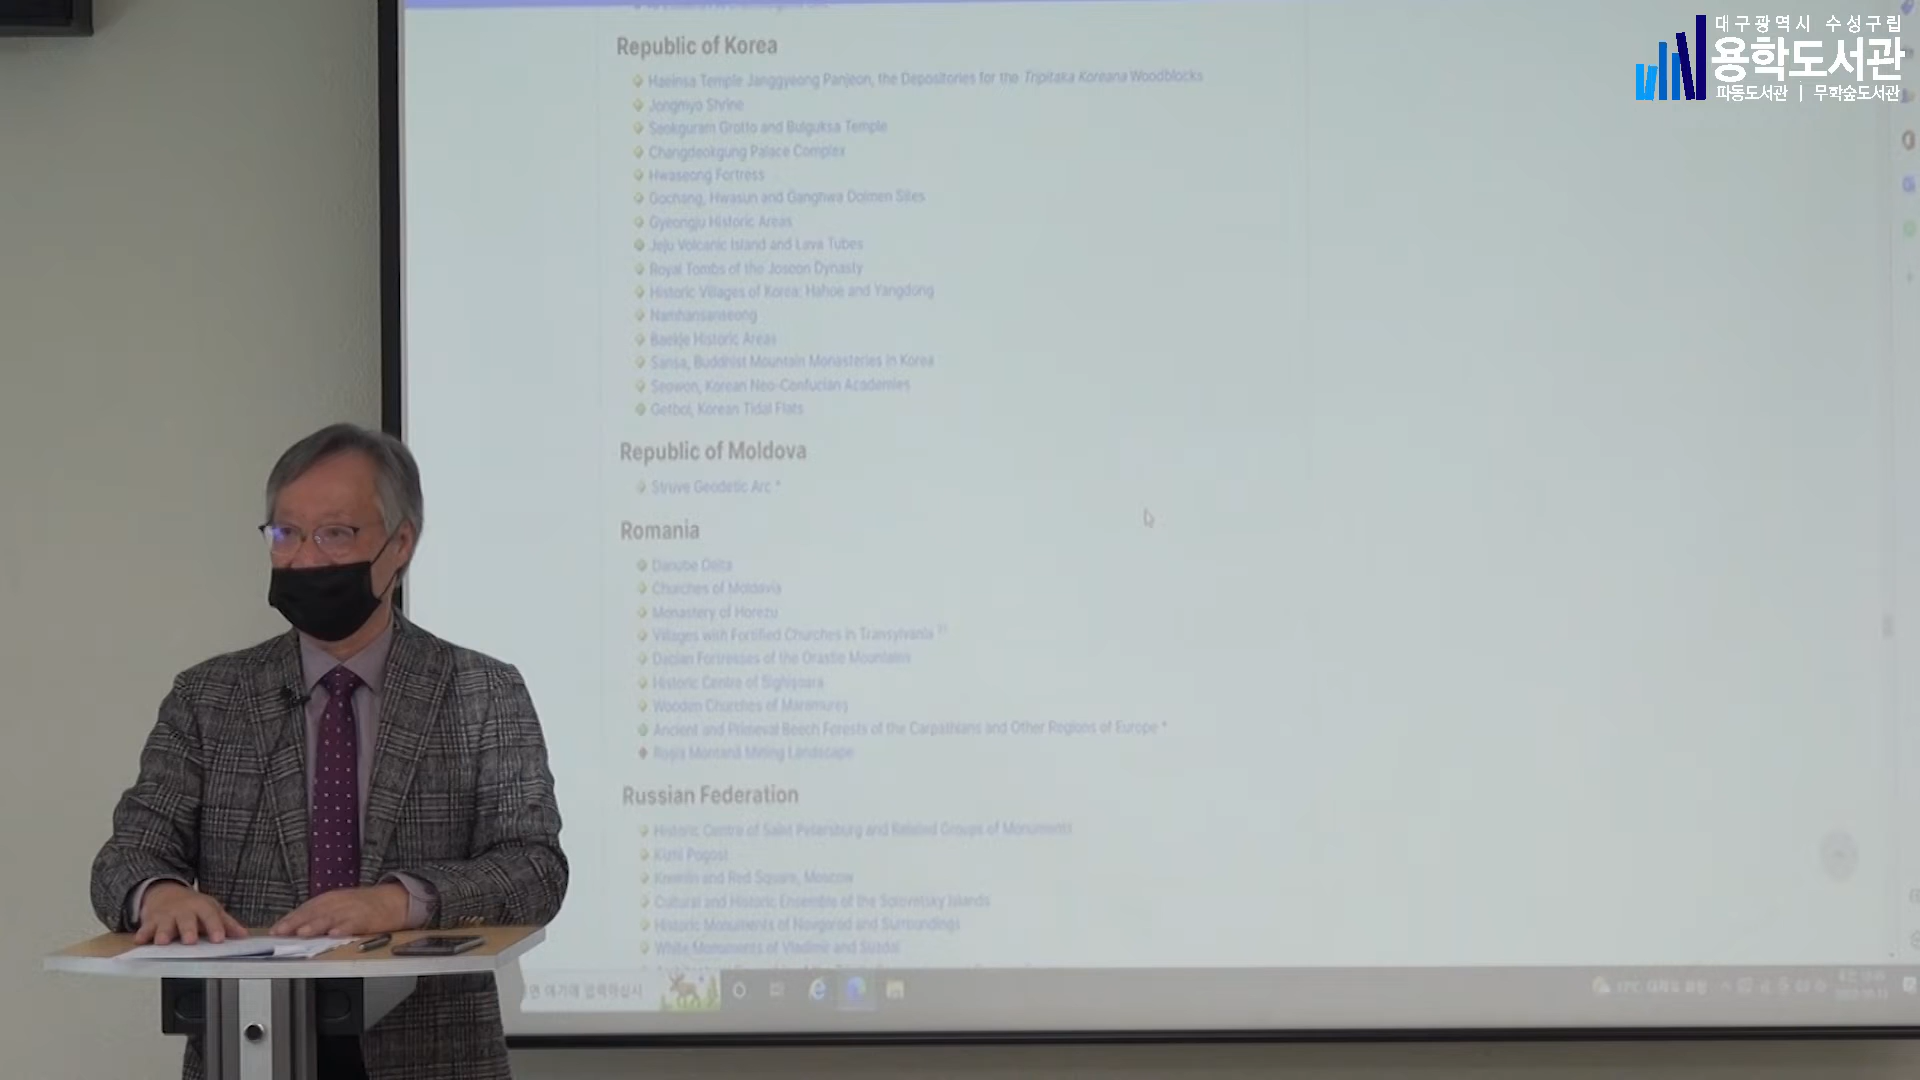 대구광역시 수성구립
용학도서관
파동도서관 | 무학숲도서관
Republic of Korea
Haeinsa Temple Janggyeong Panjeon, the Depositories for the Tripitaka Koreana Woodblocks
Jongmyo Shrine
Seokguram Grotto and Bulguksa Temple
Changdeokgung Palace Complex
Hwaseong Fortress
Gochang, Hwasun and Ganghwa Dolmen Sites
Gyeongju Historic Areas
Jeju Volcanic Island and Lava Tubes
Royal Tombs of the Joseon Dynasty
Historic Villages of Korea: Hahoe and Yangdong
Namhansanseong
Baekje Historic Areas
Sansa, Buddhist Mountain Monasteries in Korea
Seowon, Korean Neo-Confucian Academies
Getbol, Korean Tidal Flats
Republic of Moldova
Struve Geodetic Arc *
Romania
Danube Delta
Churches of Moldavia
Monastery of Horezu
Villages with Fortified Churches in Transylvania
Dacian Fortresses of the Orastie Mountains
Historic Centre of Sighişoara
Wooden Churches of Maramureş
Ancient and Primeval Beech Forests of the Carpathians and Other Regions of Europe *
Roşia Montană Mining Landscape
Russian Federation
Historic Centre of Saint Petersburg and Related Groups of Monuments
Kizhi Pogost
Kremlin and Red Square, Moscow
Cultural and Historic Ensemble of the Solovetsky Islands
Historic Monuments of Novgorod and Surroundings
White Monuments of Vladimir and Suzdal
여기에 입력하십시